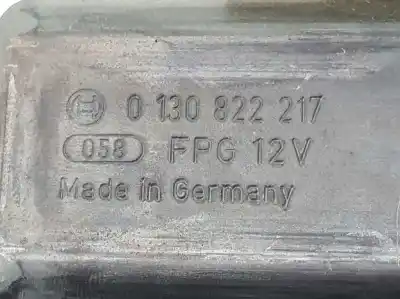 0 130 822 217
058 FPG 12V
Made in Germany